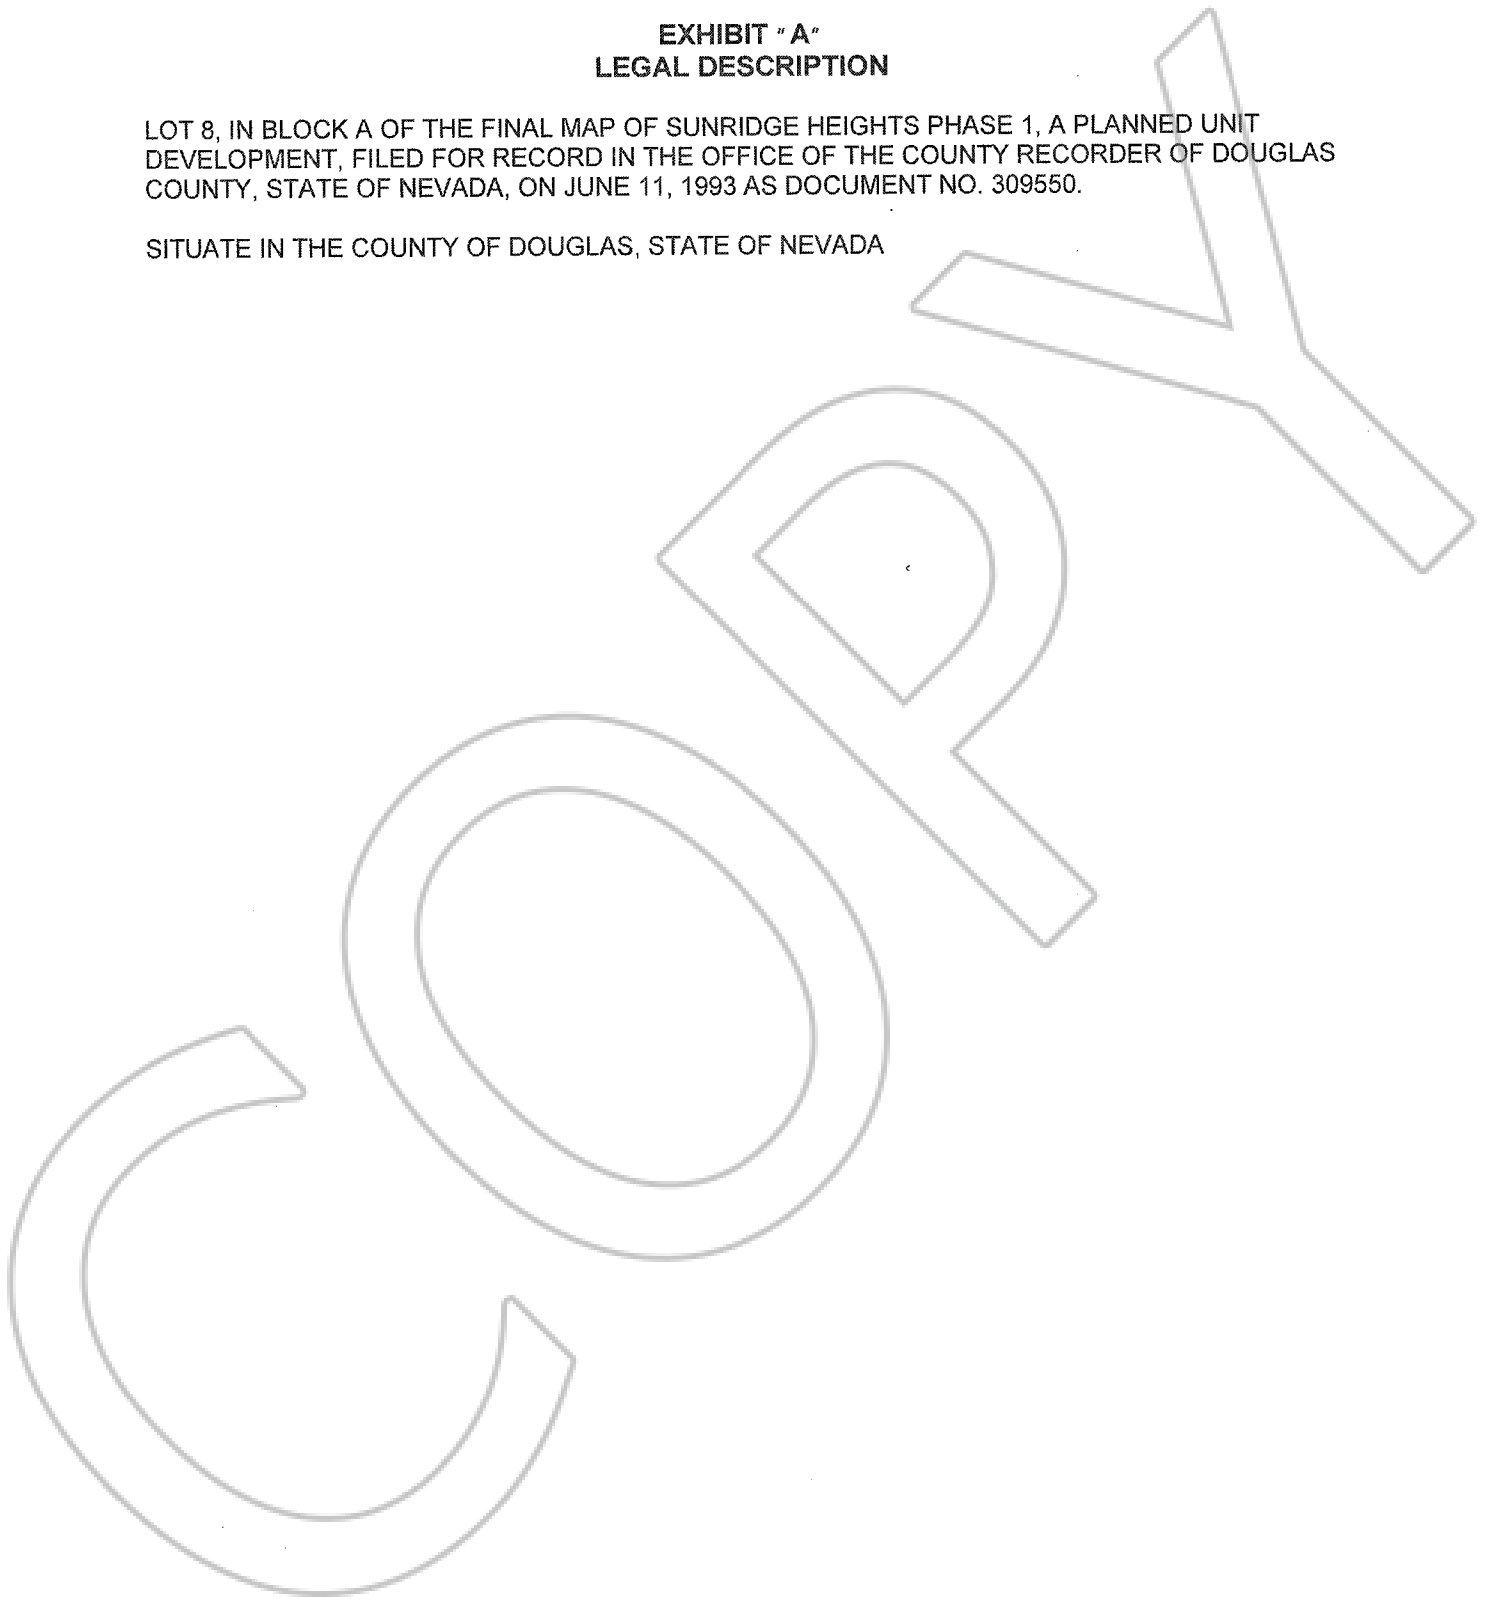 EXHIBIT "A"
LEGAL DESCRIPTION
LOT 8, IN BLOCK A OF THE FINAL MAP OF SUNRIDGE HEIGHTS PHASE 1, A PLANNED UNIT
DEVELOPMENT, FILED FOR RECORD IN THE OFFICE OF THE COUNTY RECORDER OF DOUGLAS
COUNTY, STATE OF NEVADA, ON JUNE 11, 1993 AS DOCUMENT NO. 309550.
SITUATE IN THE COUNTY OF DOUGLAS, STATE OF NEVADA
COPY